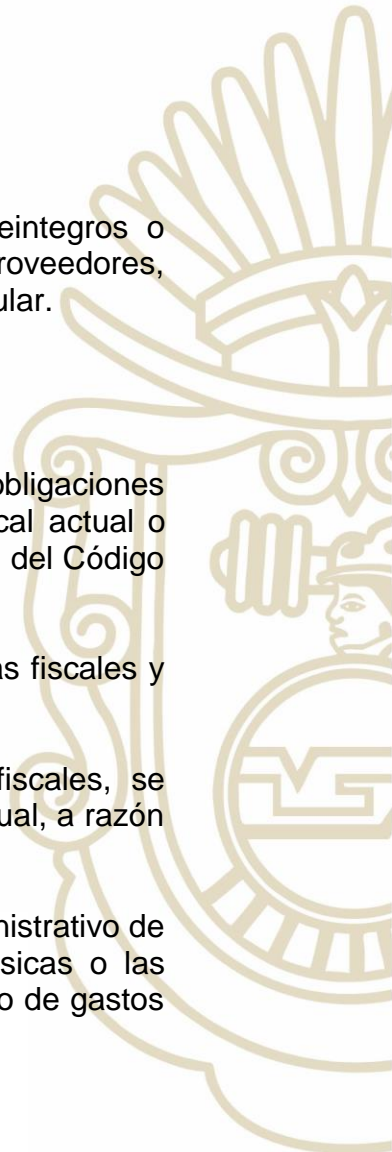 eintegros o
roveedores,
ular.
obligaciones
cal actual o
del Código
as fiscales y
fiscales, se
ual, a razón
nistrativo de
sicas o las
o de gastos